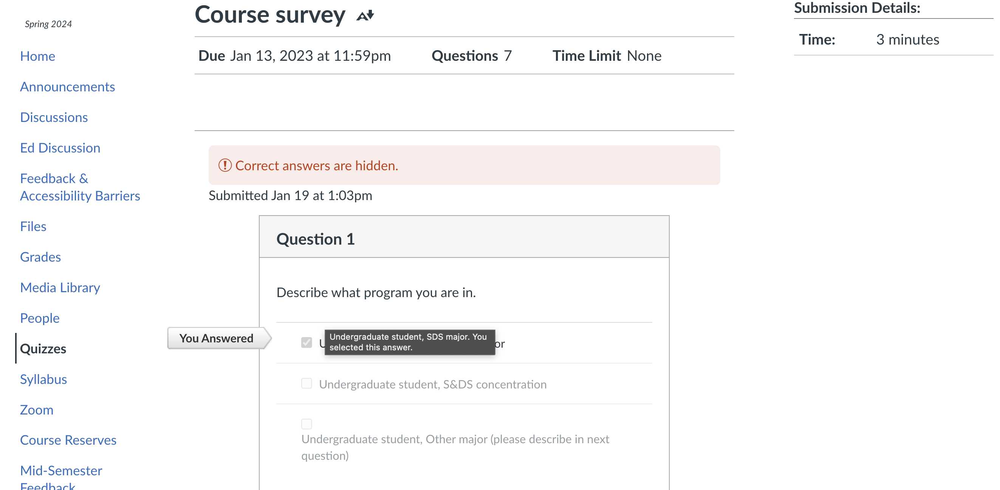 Spring 2024
Home
Announcements
Discussions
Ed Discussion
Feedback &
Accessibility Barriers
Files
Grades
Media Library
People
Quizzes
Syllabus
Zoom
Course Reserves
Mid-Semester
Feedback
Course survey
Due Jan 13, 2023 at 11:59pm Questions 7 Time Limit None
Correct answers are hidden.
Submitted Jan 19 at 1:03pm
Question 1
Describe what program you are in.
You Answered
Undergraduate student, SDS major. You
selected this answer.
Undergraduate student, S&DS concentration
Undergraduate student, Other major (please describe in next
question)
Submission Details:
Time: 3 minutes